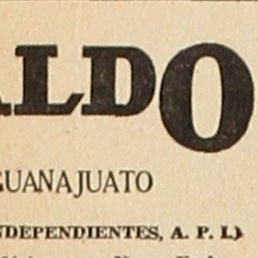 ALDO
GUANAJUATO
NDEPENDIENTES, A. P. I.)